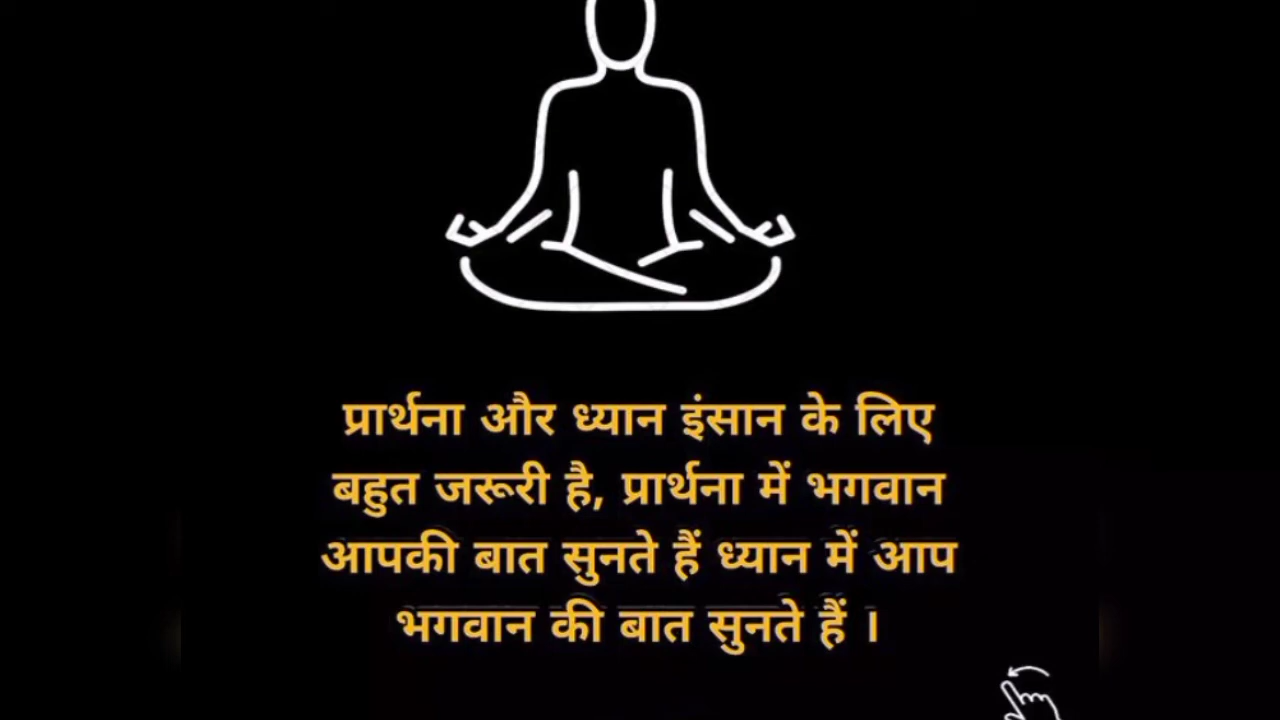 प्रार्थना और ध्यान इंसान के लिए
बहुत जरूरी है, प्रार्थना में भगवान
आपकी बात सुनते हैं ध्यान में आप
भगवान की बात सुनते हैं ।